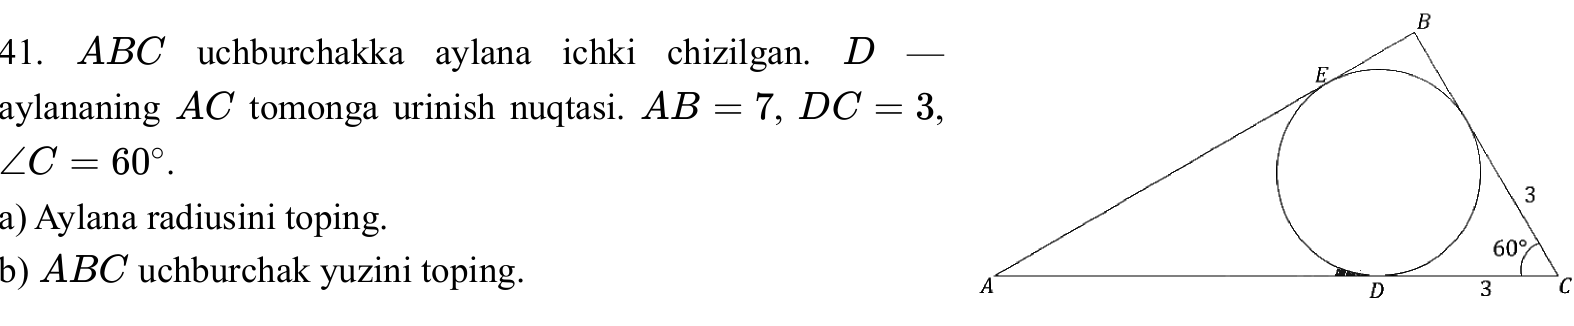 41. ABC uchburchakka aylana ichki chizilgan. D —
aylananing AC tomonga urinish nuqtasi. AB = 7, DC = 3,
∠C = 60°.
a) Aylana radiusini toping.
b) ABC uchburchak yuzini toping.
B
E
3
60°
A
D
3
C